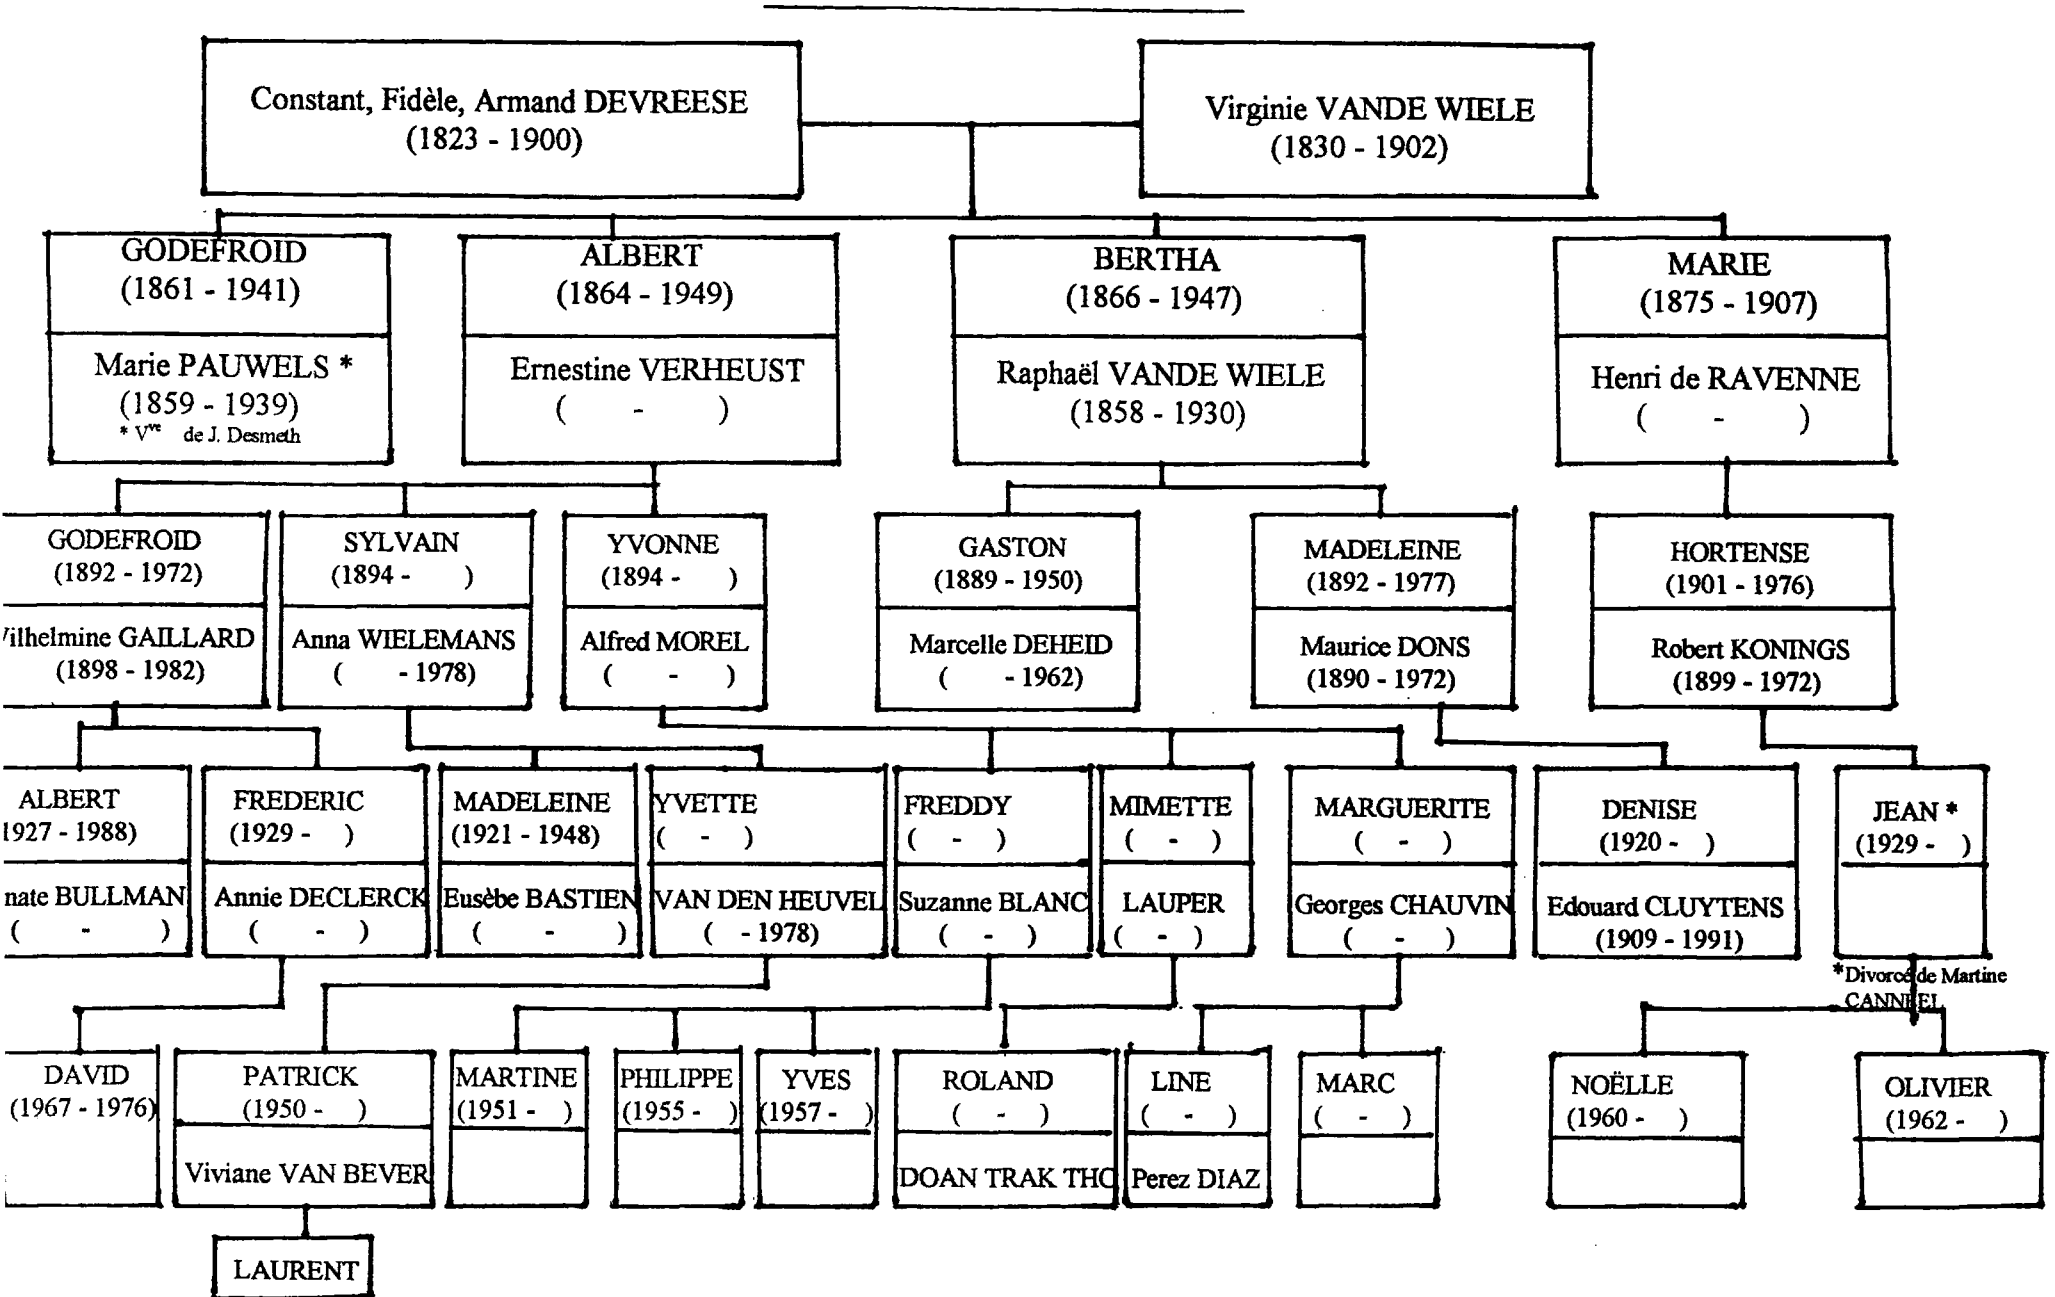 Constant, Fidèle, Armand DEVREESE
(1823 - 1900)
Virginie VANDE WIELE
(1830 - 1902)
GODEFROID
(1861 - 1941)
Marie PAUWELS *
(1859 - 1939)
* Vve de J. Desmeth
ALBERT
(1864 - 1949)
Ernestine VERHEUST
( - )
BERTHA
(1866 - 1947)
Raphaël VANDE WIELE
(1858 - 1930)
MARIE
(1875 - 1907)
Henri de RAVENNE
( - )
GODEFROID
(1892 - 1972)
ilhelmine GAILLARD
(1898 - 1982)
SYLVAIN
(1894 - )
Anna WIELEMANS
( - 1978)
YVONNE
(1894 - )
Alfred MOREL
( - )
GASTON
(1889 - 1950)
Marcelle DEHEID
( - 1962)
MADELEINE
(1892 - 1977)
Maurice DONS
(1890 - 1972)
HORTENSE
(1901 - 1976)
Robert KONINGS
(1899 - 1972)
ALBERT
1927 - 1988)
nate BULLMAN
( - )
FREDERIC
(1929 - )
Annie DECLERCK
( - )
MADELEINE
(1921 - 1948)
Eusèbe BASTIEN
( - )
YVETTE
( - )
VAN DEN HEUVEL
( - 1978)
FREDDY
( - )
Suzanne BLANC
( - )
MIMETTE
( - )
LAUPER
( - )
MARGUERITE
( - )
Georges CHAUVIN
( - )
DENISE
(1920 - )
Edouard CLUYTENS
(1909 - 1991)
JEAN *
(1929 - )
*Divorcé de Martine
CANNEEL
DAVID
(1967 - 1976)
PATRICK
(1950 - )
Viviane VAN BEVER
MARTINE
(1951 - )
PHILIPPE
(1955 - )
YVES
(1957 - )
ROLAND
( - )
DOAN TRAK THO
LINE
( - )
Perez DIAZ
MARC
( - )
NOËLLE
(1960 - )
OLIVIER
(1962 - )
LAURENT